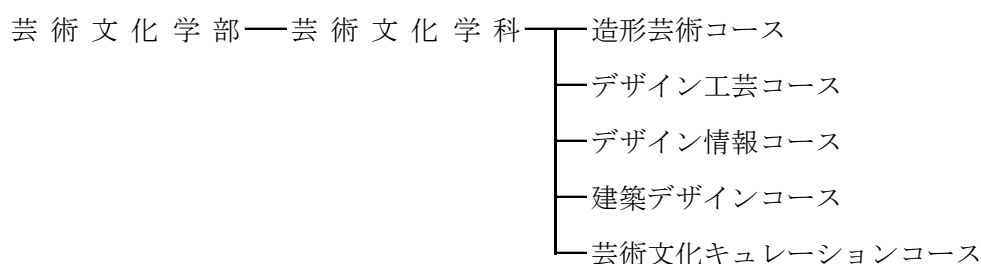 芸術文化学部 芸術文化学科 造形芸術コース
デザイン工芸コース
デザイン情報コース
建築デザインコース
芸術文化キュレーションコース